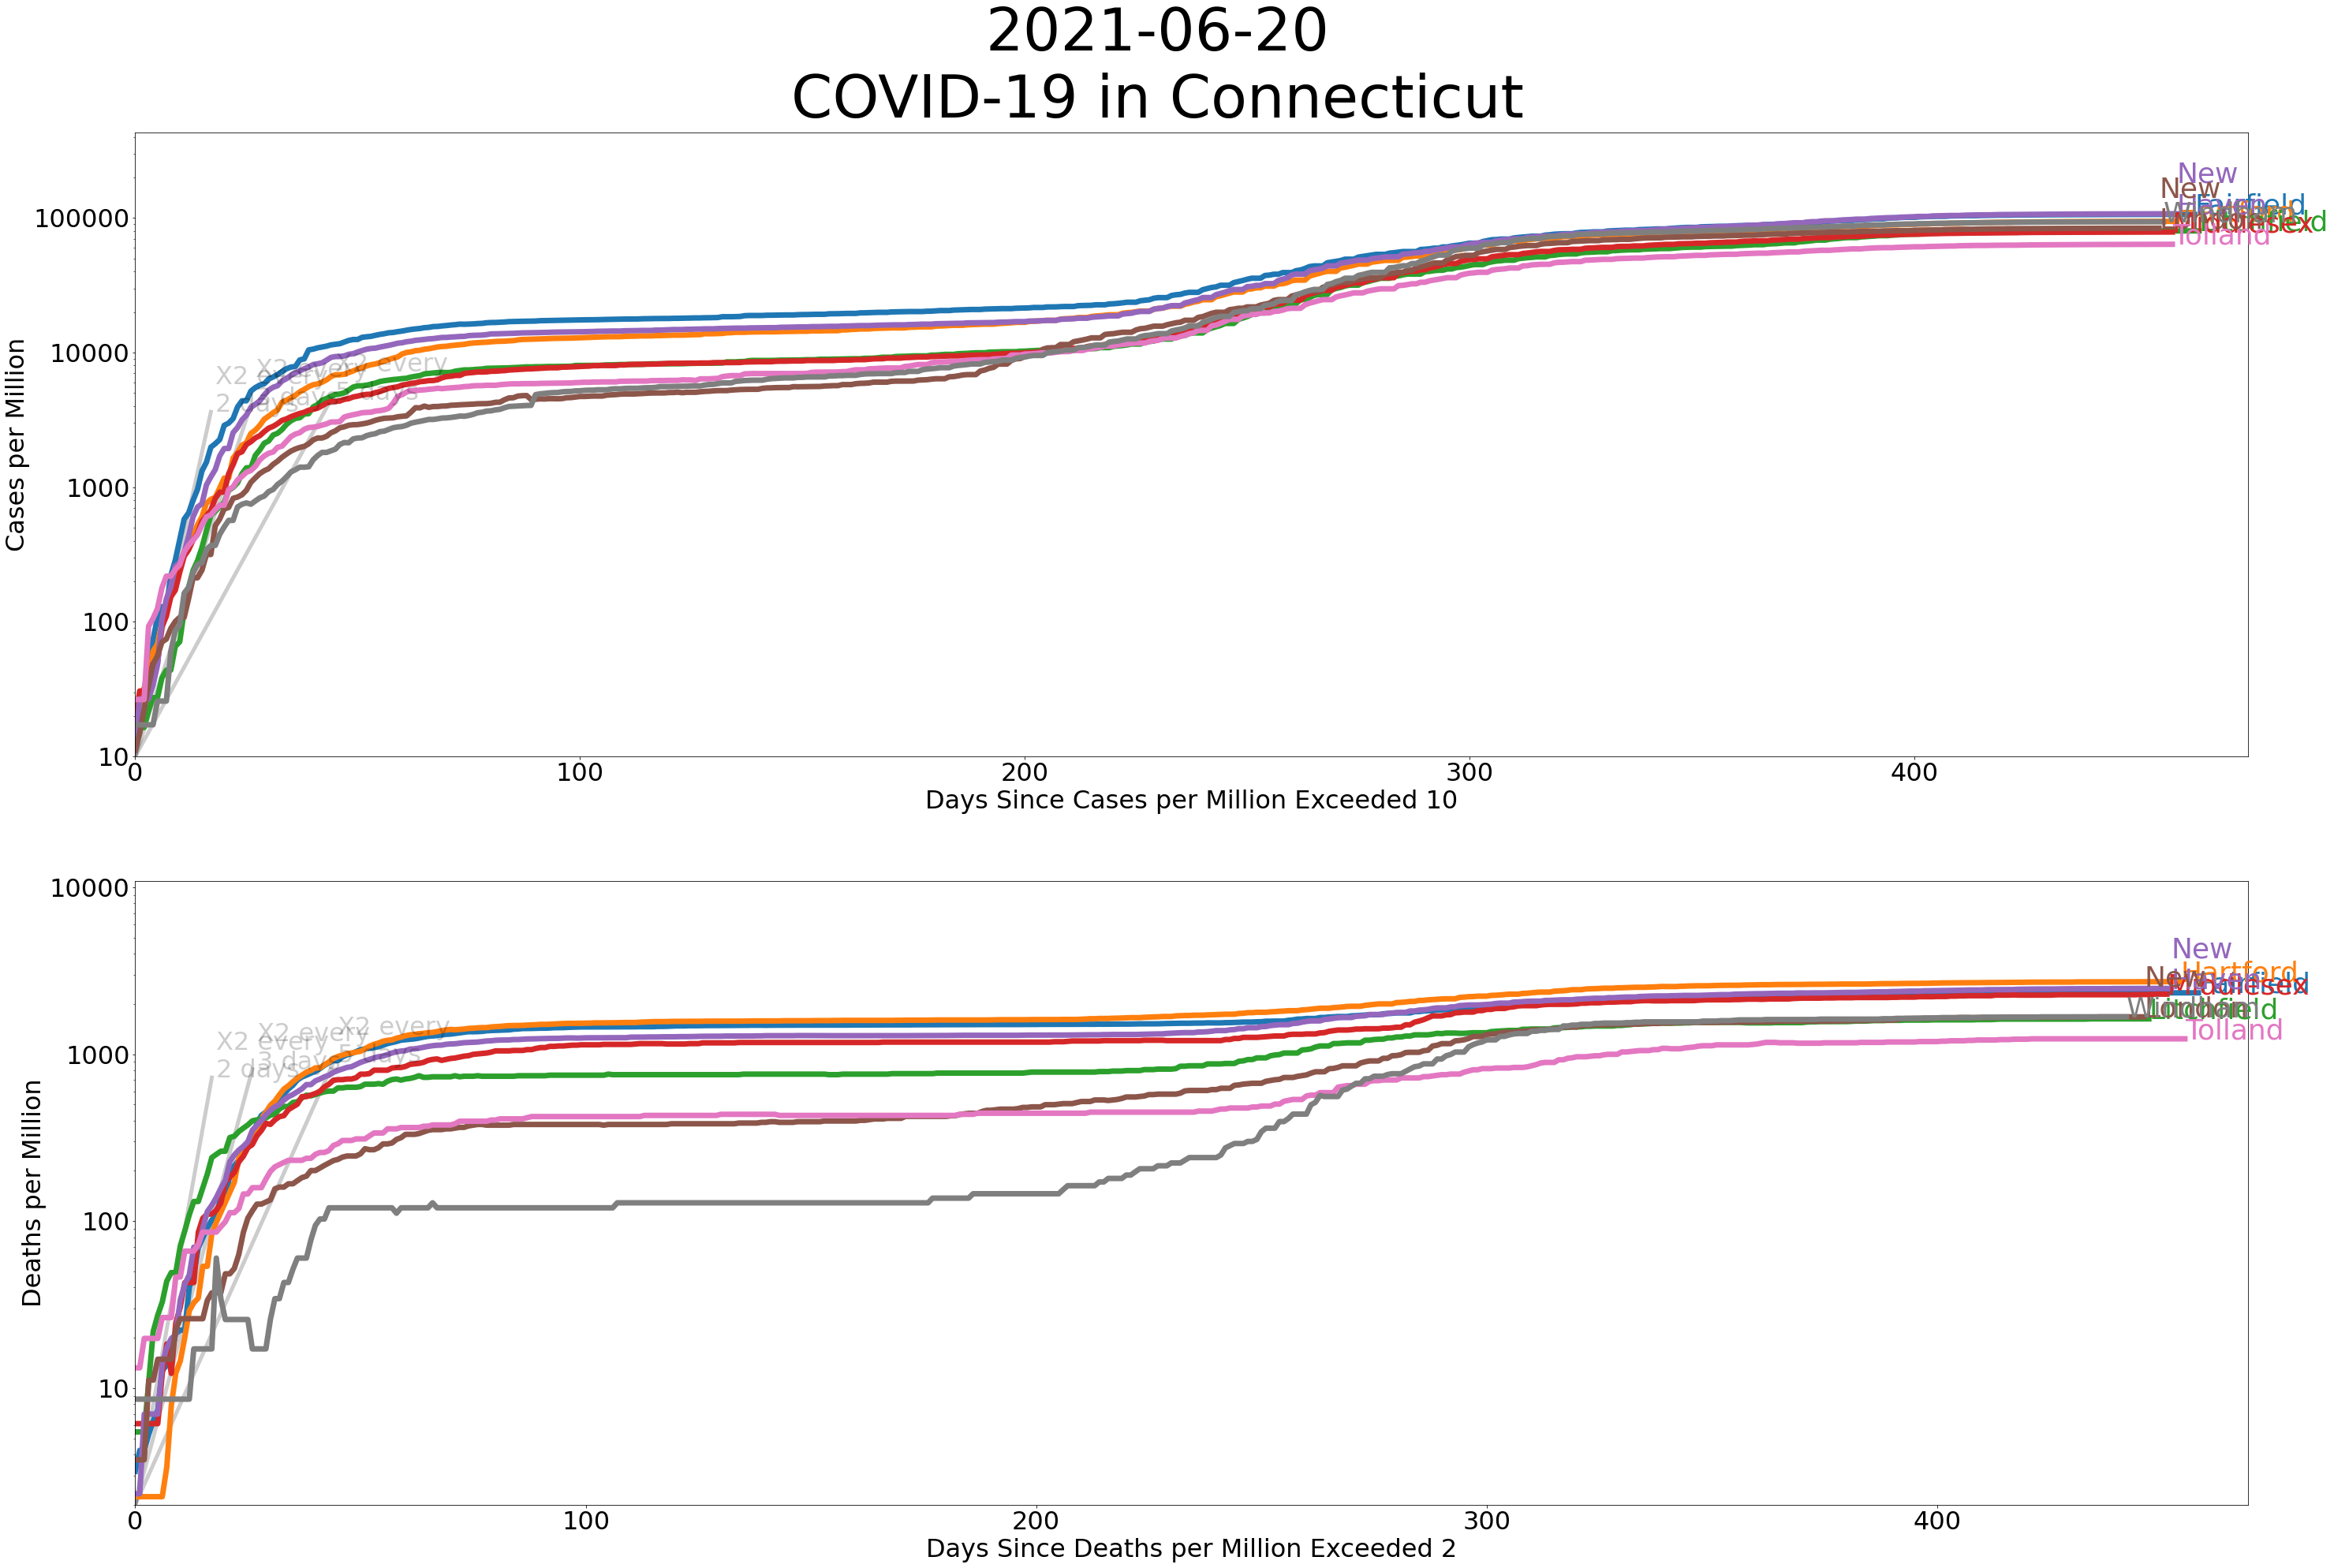 2021-06-20
COVID-19 in Connecticut
100000
10000
1000
100
10
Cases per Million
X2 every
2 days
X2 every
5 days
New
New
Fairfield
Middlesex
Tolland
0
100
200
300
400
Days Since Cases per Million Exceeded 10
10000
1000
100
10
Deaths per Million
X2 every
2 days
X2 every
3 days
X2 every
5 days
New
Hartford
New
Middlesex
Windham
Litchfield
Tolland
0
100
200
300
400
Days Since Deaths per Million Exceeded 2